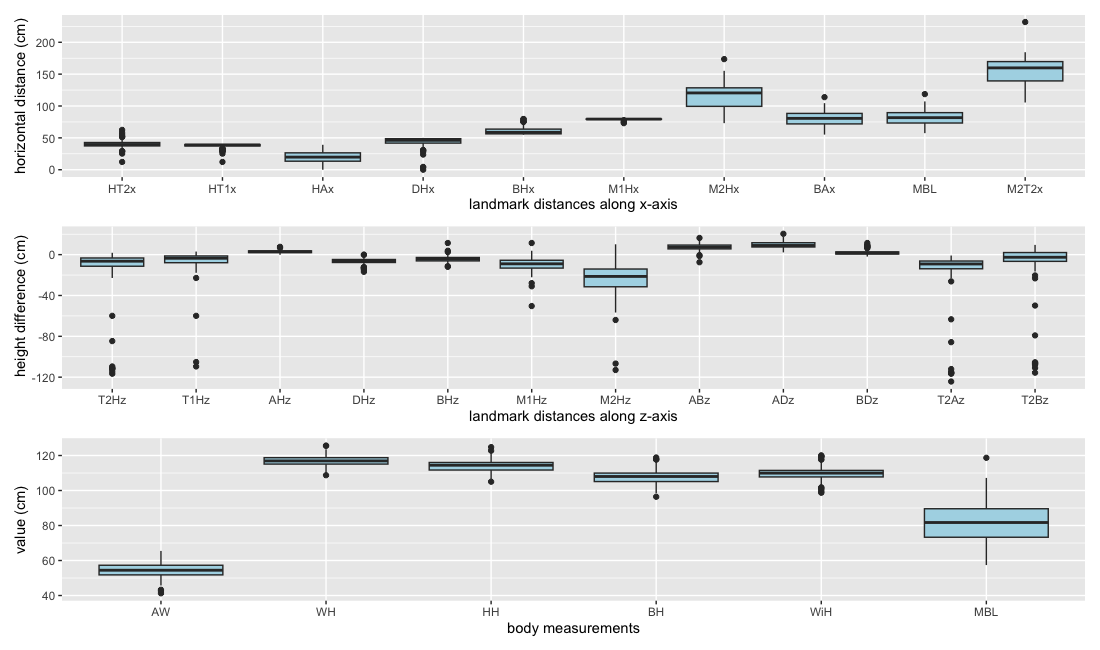 horizontal distance (cm)
200
150
100
50
0
HT2x HT1x HAx DHx BHx M1Hx M2Hx BAx MBL M2T2x
landmark distances along x-axis
height difference (cm)
0
-40
-80
-120
T2Hz T1Hz AHz DHz BHz M1Hz M2Hz ABz ADz BDz T2Az T2Bz
landmark distances along z-axis
value (cm)
120
100
80
60
40
AW WH HH BH WiH MBL
body measurements